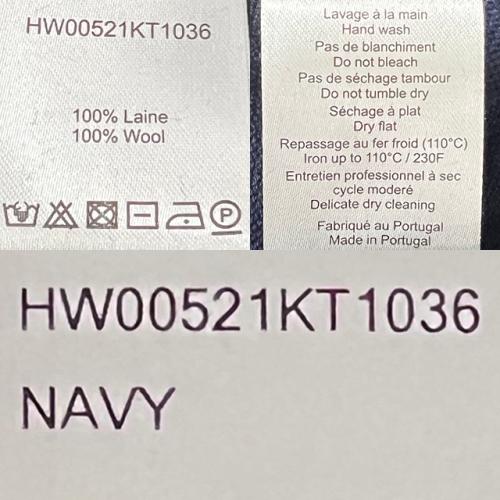 HW00521KT1036
100% Laine
100% Wool
P
Lavage à la main
Hand wash
Pas de blanchiment
Do not bleach
Pas de séchage tambour
Do not tumble dry
Séchage à plat
Dry flat
Repassage au fer froid (110°C)
Iron up to 110°C / 230F
Entretien professionnel à sec
cycle moderé
Delicate dry cleaning
Fabriqué au Portugal
Made in Portugal
HW00521KT1036
NAVY